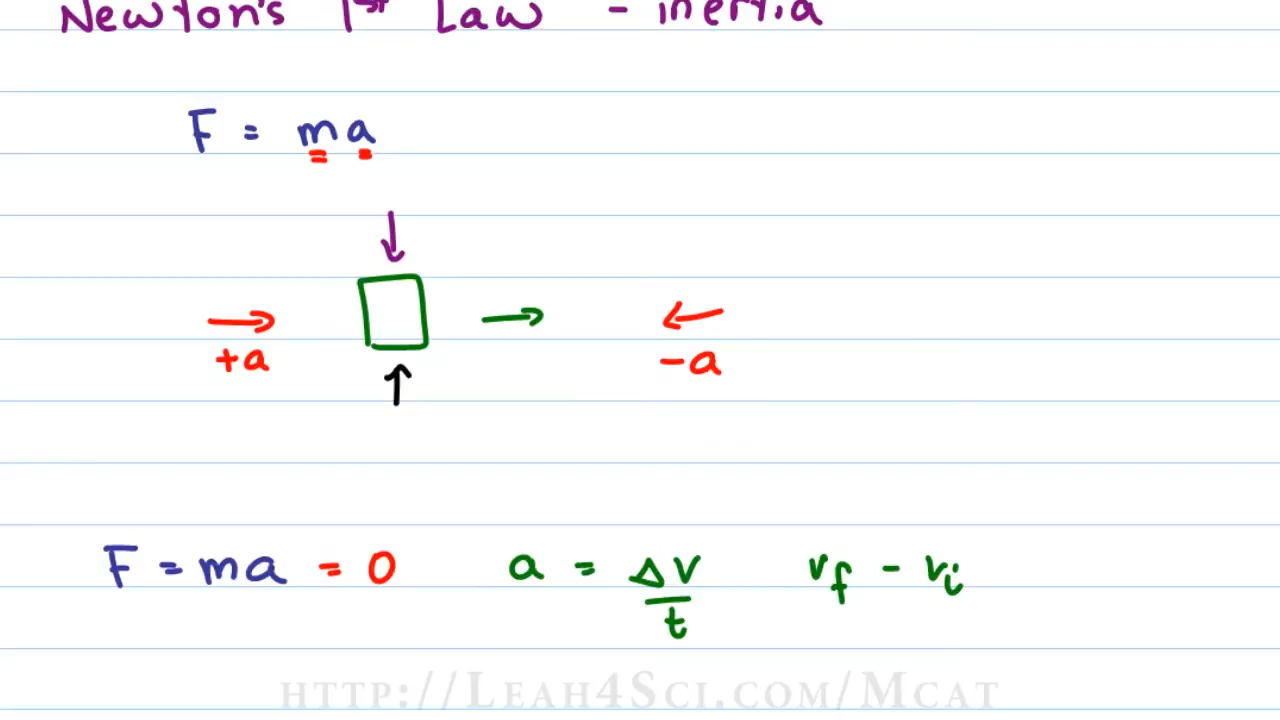 Newton's 1st Law - inertia
F = ma
+a
-a
F = ma = 0 a = ΔV/t vf - vi
HTTP://LEAH4SCI.COM/MCAT